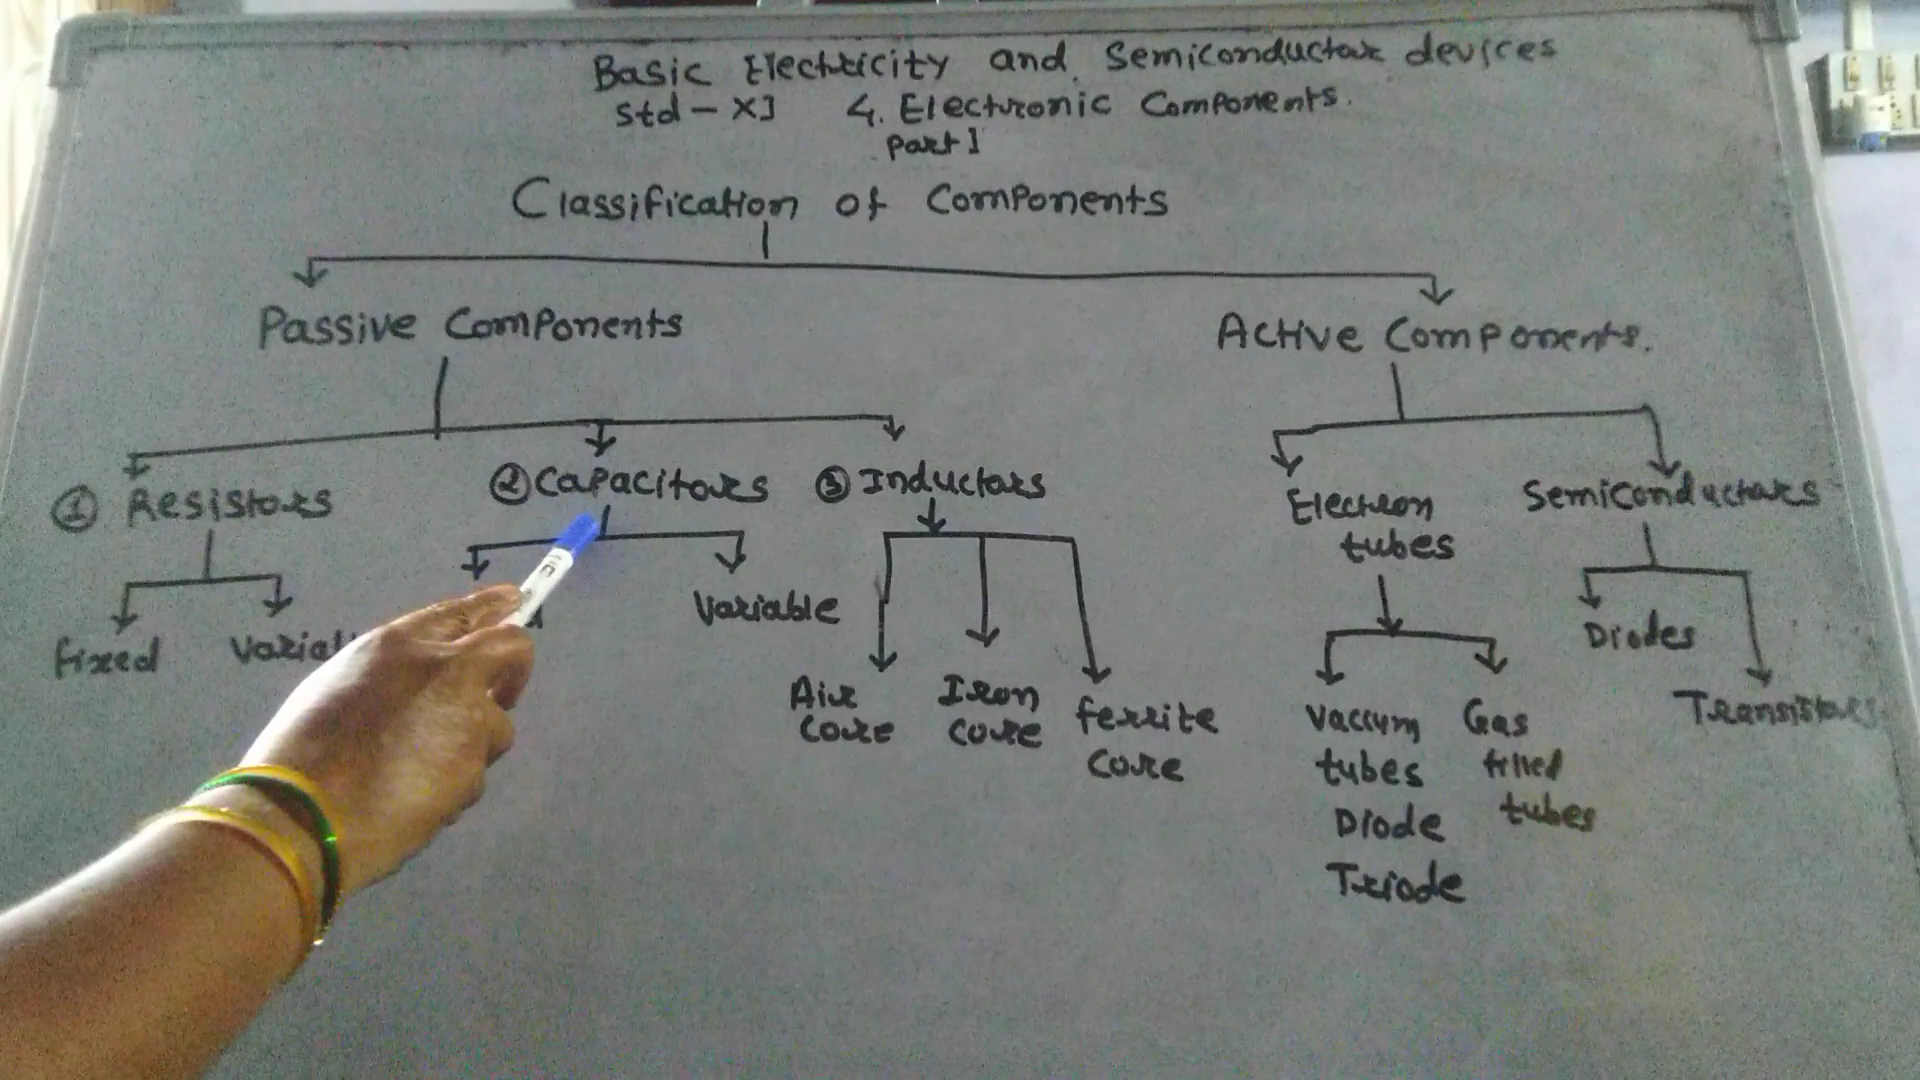 Basic Electricity and Semiconductor devices
Std - XI 4. Electronic Components.
Part I
Classification of Components
Passive Components
Active Components.
① Resistors
② Capacitors
③ Inductors
Electron
tubes
Semiconductors
Fixed
Variable
Air
Core
Iron
Core
Ferrite
Core
Vaccum
tubes
Diode
Triode
Gas
filled
tubes
Diodes
Transistors